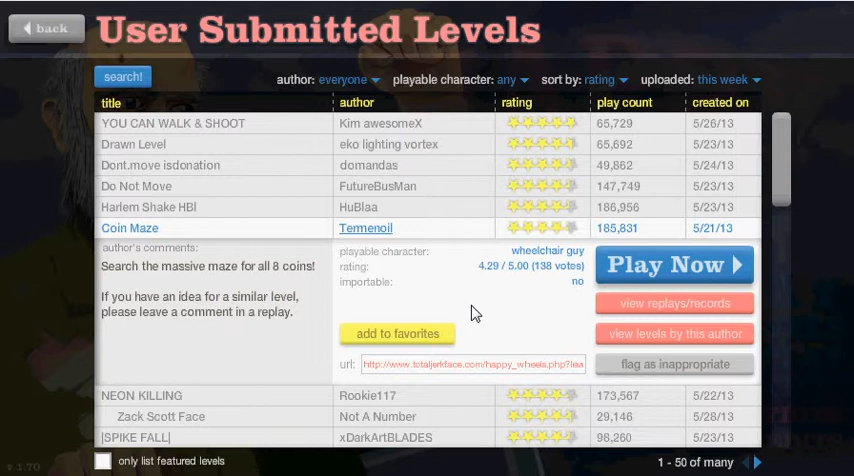 back
User Submitted Levels
search!
author: everyone playable character: any sort by: rating uploaded: this week
title author rating play count created on
YOU CAN WALK & SHOOT Kim awesomeX 65,729 5/26/13
Drawn Level eko lighting vortex 65,692 5/23/13
Dont.move isdonation domandas 49,862 5/24/13
Do Not Move FutureBusMan 147,749 5/23/13
Harlem Shake HB! HuBlaa 186,956 5/23/13
Coin Maze Termenoil 185,831 5/21/13
author's comments:
Search the massive maze for all 8 coins!
If you have an idea for a similar level,
please leave a comment in a replay.
playable character: wheelchair guy
rating: 4.29 / 5.00 (138 votes)
importable: no
add to favorites
url: http://www.totaljerkface.com/happy_wheels.php?lev
Play Now
view replays/records
view levels by this author
flag as inappropriate
NEON KILLING Rookie117 173,567 5/22/13
Zack Scott Face Not A Number 29,146 5/28/13
|SPIKE FALL| xDarkArtBLADES 98,260 5/23/13
only list featured levels
1 - 50 of many
v 1.70